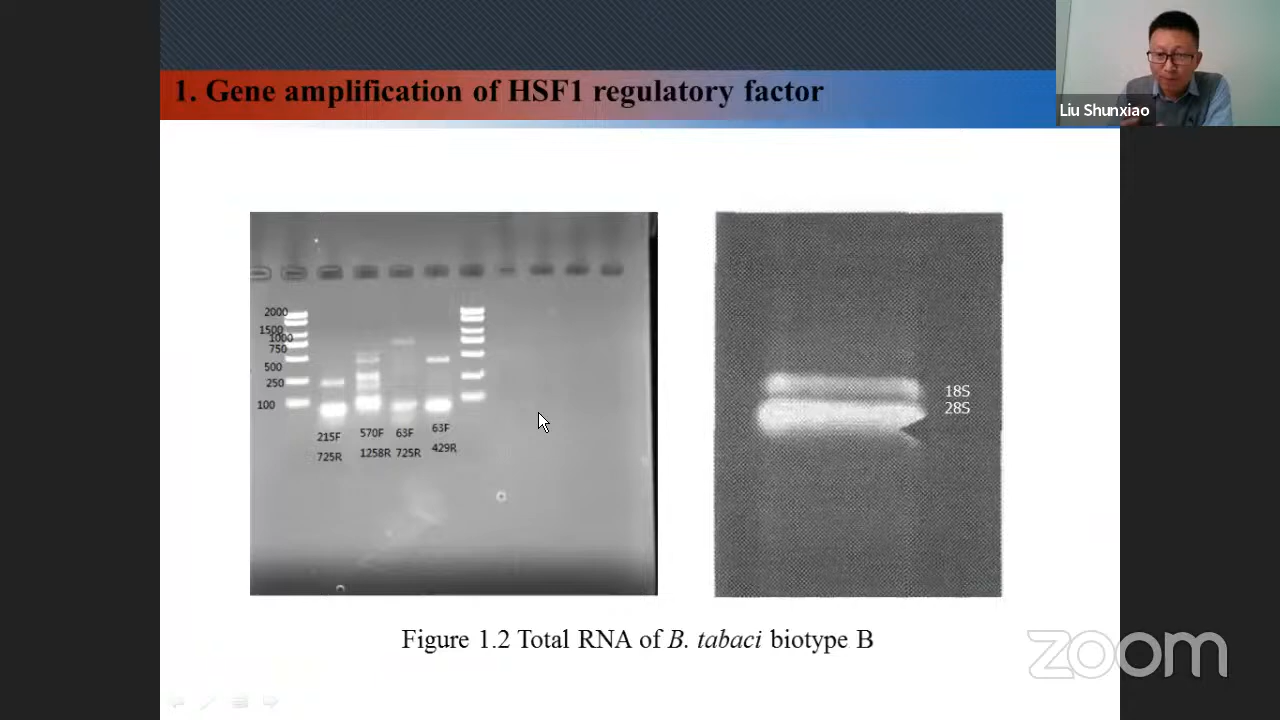 1. Gene amplification of HSF1 regulatory factor
Liu Shunxiao
2000
1500
1000
750
500
250
100
215F
725R
570F
1258R
63F
725R
63F
429R
18S
28S
Figure 1.2 Total RNA of B. tabaci biotype B
zoom